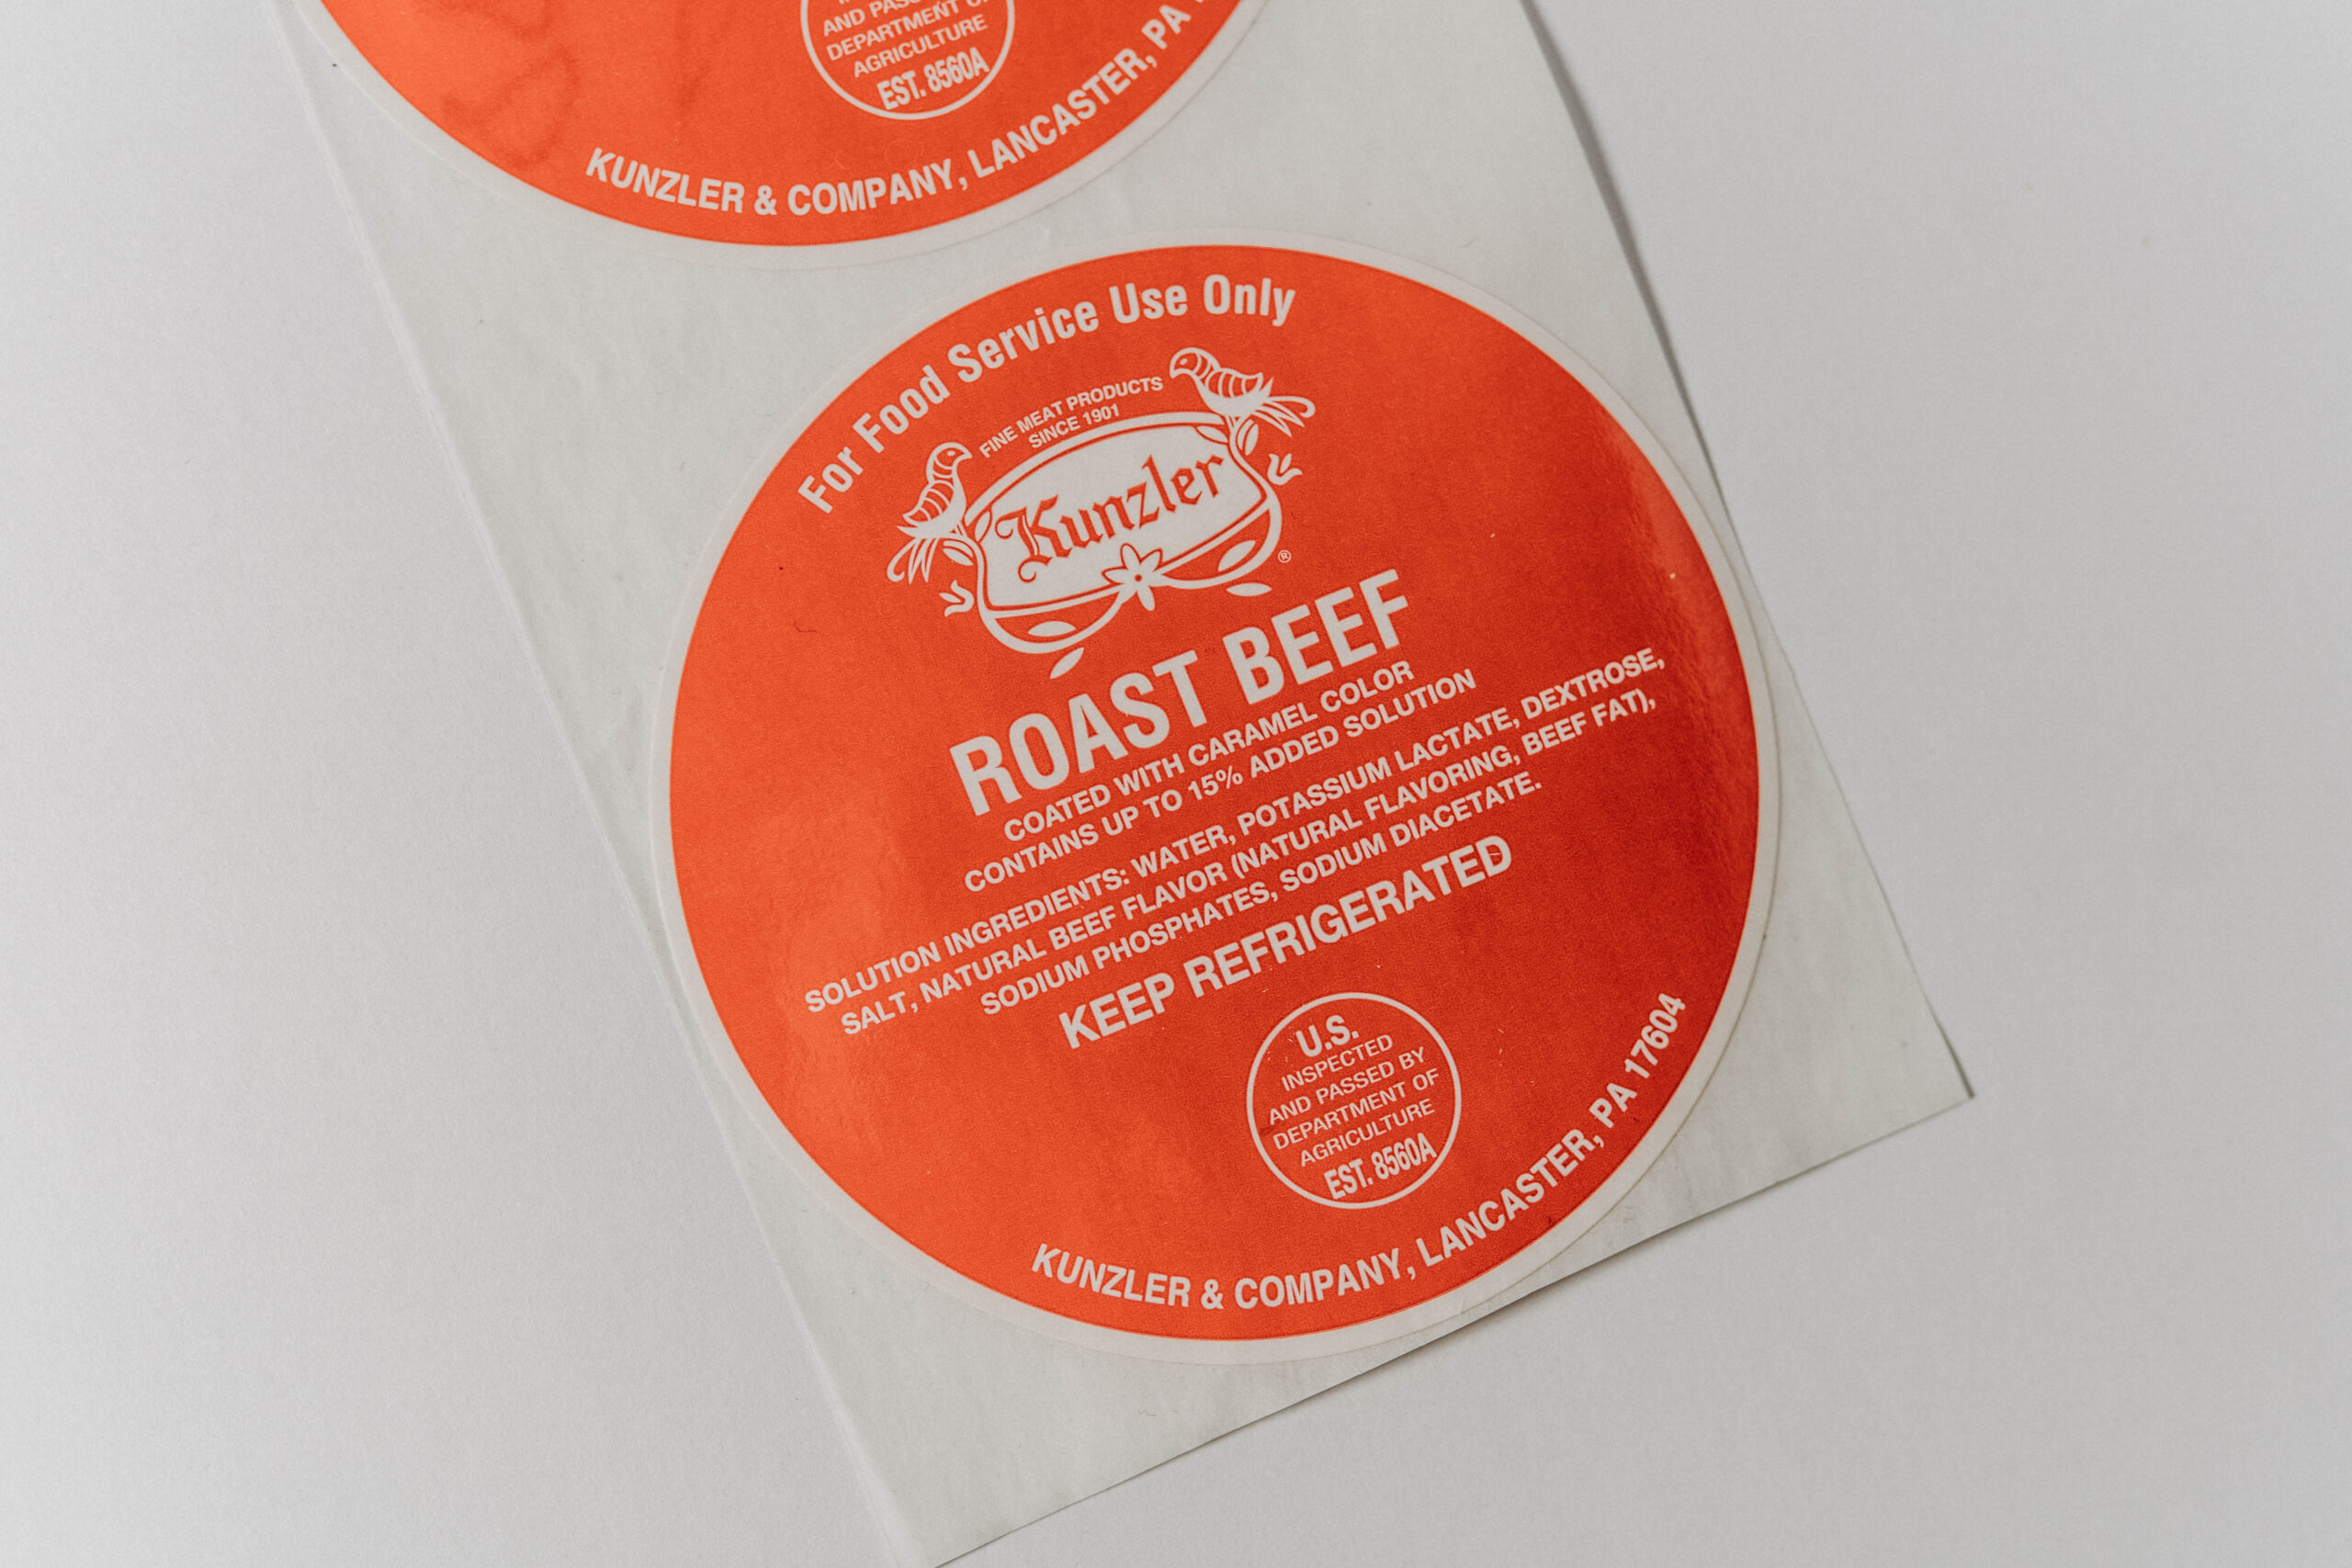 AND PASS
DEPARTMENT O
AGRICULTURE
EST. 8560A
KUNZLER & COMPANY, LANCASTER, PA
For Food Service Use Only
FINE MEAT PRODUCTS
SINCE 1901
Kunzler
®
ROAST BEEF
COATED WITH CARAMEL COLOR
CONTAINS UP TO 15% ADDED SOLUTION
SOLUTION INGREDIENTS: WATER, POTASSIUM LACTATE, DEXTROSE,
SALT, NATURAL BEEF FLAVOR (NATURAL FLAVORING, BEEF FAT),
SODIUM PHOSPHATES, SODIUM DIACETATE.
KEEP REFRIGERATED
U.S.
INSPECTED
AND PASSED BY
DEPARTMENT OF
AGRICULTURE
EST. 8560A
KUNZLER & COMPANY, LANCASTER, PA 17604